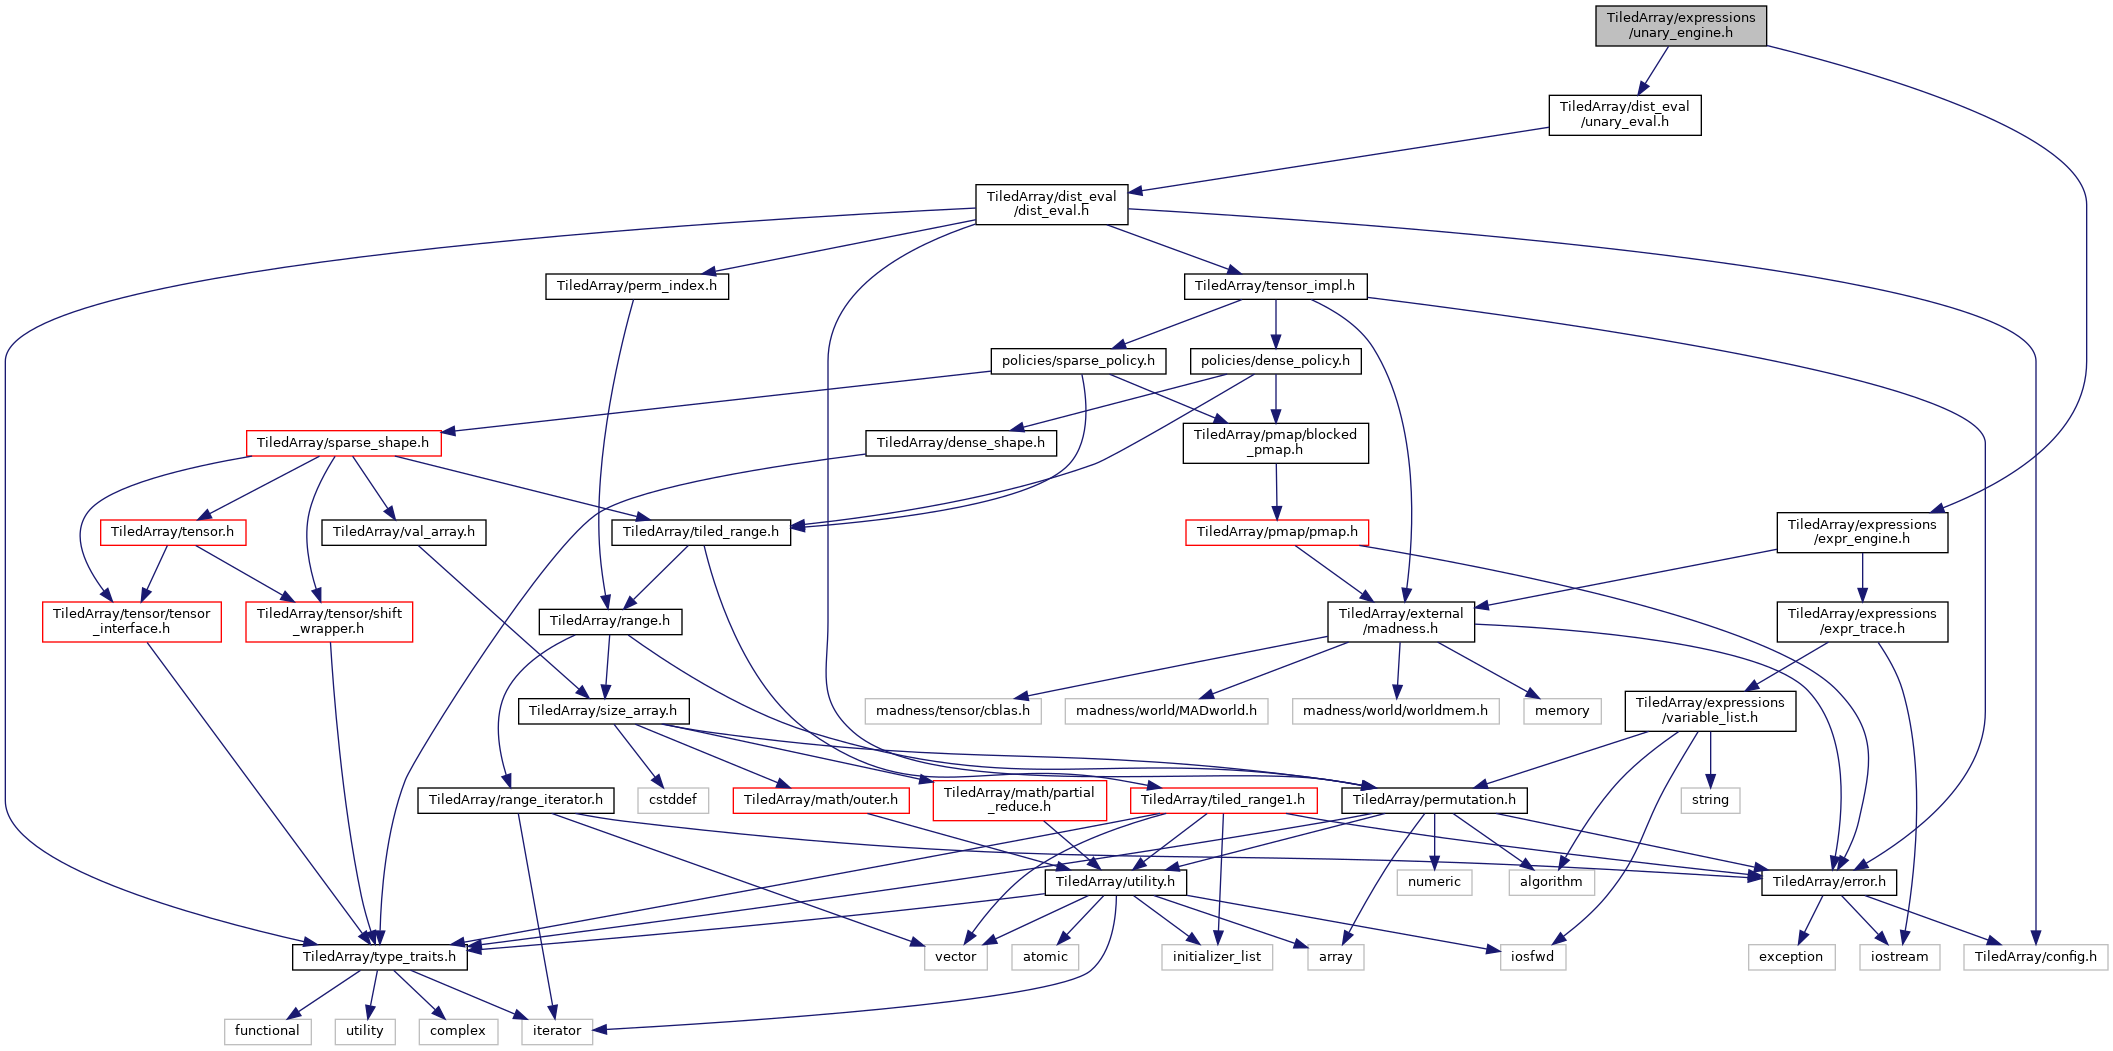 TiledArray/expressions
/unary_engine.h
TiledArray/dist_eval
/unary_eval.h
TiledArray/dist_eval
/dist_eval.h
TiledArray/perm_index.h
TiledArray/tensor_impl.h
policies/sparse_policy.h
policies/dense_policy.h
TiledArray/sparse_shape.h
TiledArray/dense_shape.h
TiledArray/pmap/blocked
_pmap.h
TiledArray/tensor.h
TiledArray/val_array.h
TiledArray/tiled_range.h
TiledArray/pmap/pmap.h
TiledArray/expressions
/expr_engine.h
TiledArray/tensor/tensor
_interface.h
TiledArray/tensor/shift
_wrapper.h
TiledArray/range.h
TiledArray/external
/madness.h
TiledArray/expressions
/expr_trace.h
TiledArray/size_array.h
madness/tensor/cblas.h
madness/world/MADworld.h
madness/world/worldmem.h
memory
TiledArray/expressions
/variable_list.h
TiledArray/range_iterator.h
cstddef
TiledArray/math/outer.h
TiledArray/math/partial
_reduce.h
TiledArray/tiled_range1.h
TiledArray/permutation.h
string
TiledArray/utility.h
numeric
algorithm
TiledArray/error.h
TiledArray/type_traits.h
vector
atomic
initializer_list
array
iosfwd
exception
iostream
TiledArray/config.h
functional
utility
complex
iterator